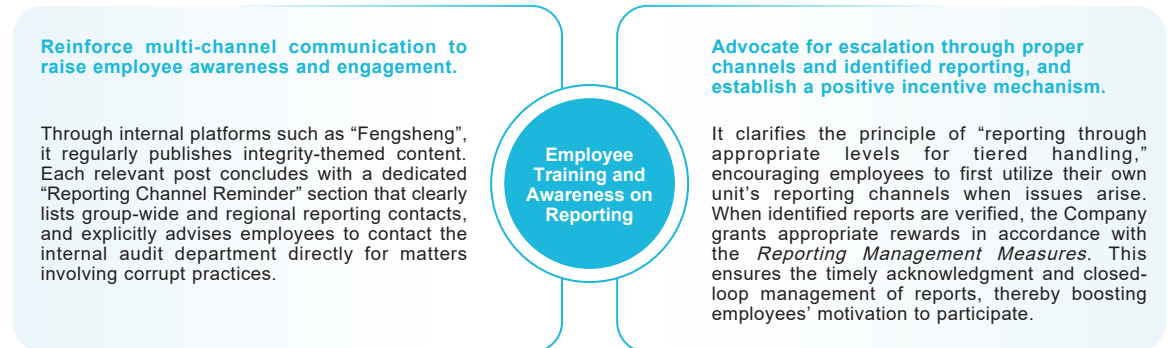 Reinforce multi-channel communication to
raise employee awareness and engagement.
Through internal platforms such as “Fengsheng”,
it regularly publishes integrity-themed content.
Each relevant post concludes with a dedicated
“Reporting Channel Reminder” section that clearly
lists group-wide and regional reporting contacts,
and explicitly advises employees to contact the
internal audit department directly for matters
involving corrupt practices.
Employee
Training and
Awareness on
Reporting
Advocate for escalation through proper
channels and identified reporting, and
establish a positive incentive mechanism.
It clarifies the principle of “reporting through
appropriate levels for tiered handling,”
encouraging employees to first utilize their own
unit’s reporting channels when issues arise.
When identified reports are verified, the Company
grants appropriate rewards in accordance with
the Reporting Management Measures. This
ensures the timely acknowledgment and closed-
loop management of reports, thereby boosting
employees’ motivation to participate.